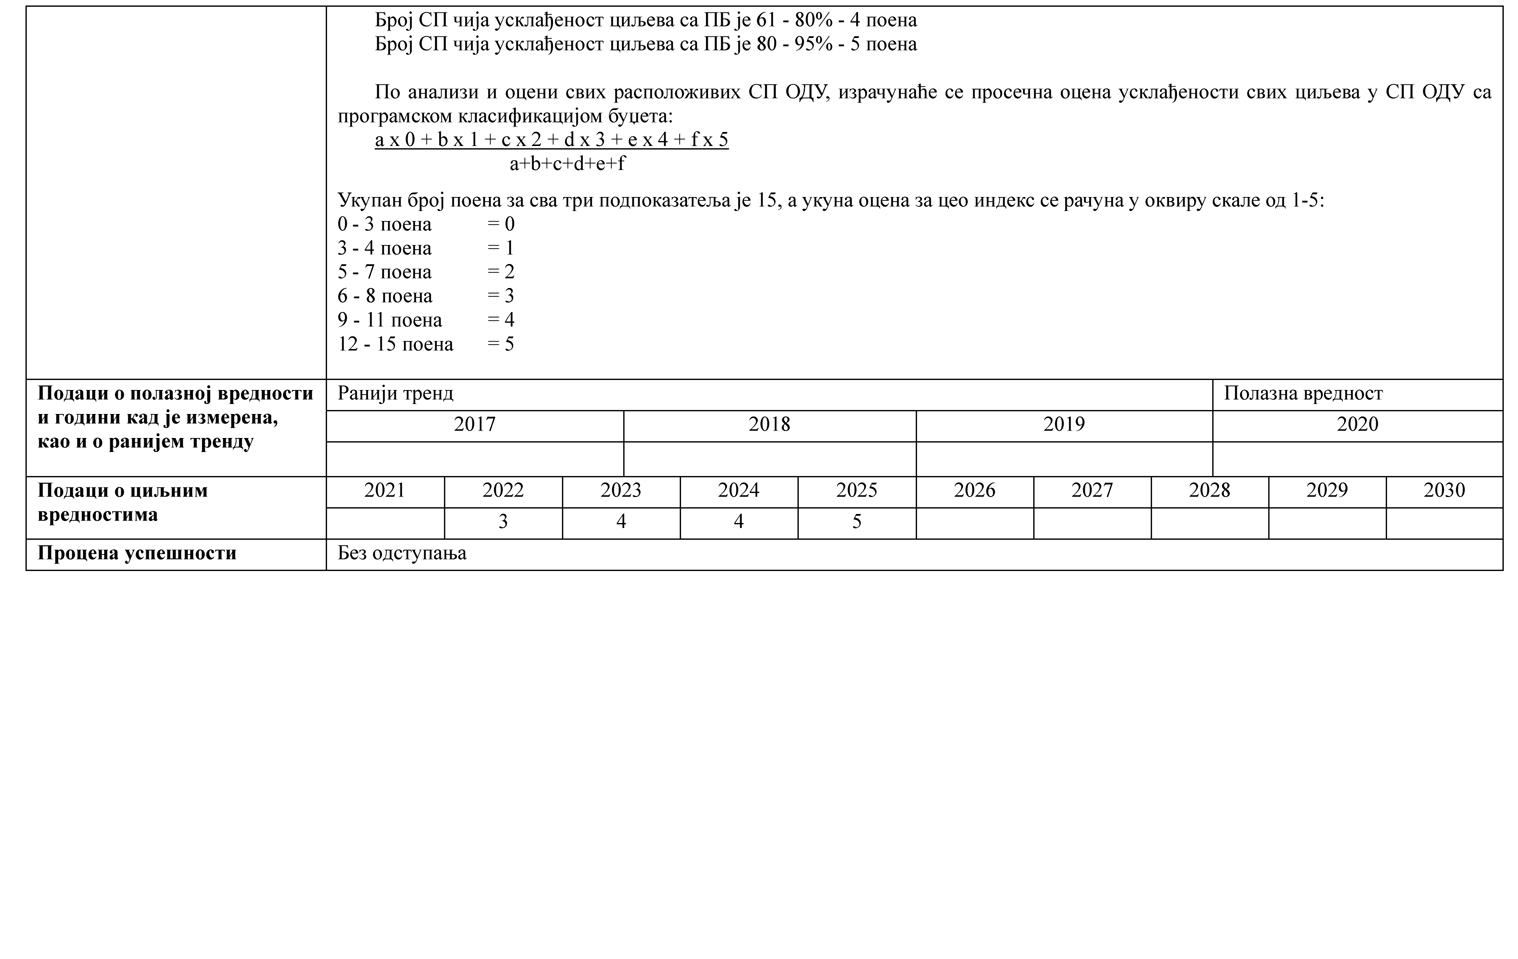 Број СП чија усклађеност циљева са ПБ је 61 - 80% - 4 поена
Број СП чија усклађеност циљева са ПБ је 80 - 95% - 5 поена
По анализи и оцени свих расположивих СП ОДУ, израчунаће се просечна оцена усклађености свих циљева у СП ОДУ са
програмском класификацијом буџета:
a x 0 + b x 1 + c x 2 + d x 3 + e x 4 + f x 5
a+b+c+d+e+f
Укупан број поена за сва три подпоказатеља је 15, а укуна оцена за цео индекс се рачуна у оквиру скале од 1-5:
0 - 3 поена = 0
3 - 4 поена = 1
5 - 7 поена = 2
6 - 8 поена = 3
9 - 11 поена = 4
12 - 15 поена = 5
Подаци о полазној вредности
и години кад је измерена,
као и о ранијем тренду
Ранији тренд Полазна вредност
2017 2018 2019 2020
Подаци о циљним
вредностима
2021 2022 2023 2024 2025 2026 2027 2028 2029 2030
3 4 4 5
Процена успешности Без одступања